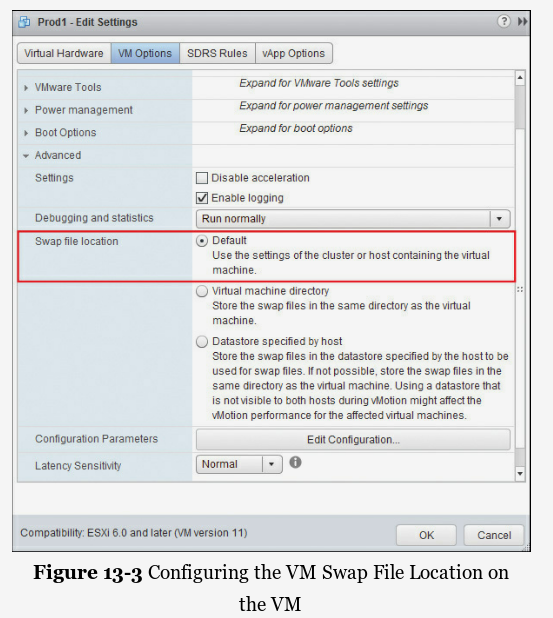 Prod1 - Edit Settings
Virtual Hardware VM Options SDRS Rules vApp Options
VMware Tools Expand for VMware Tools settings
Power management Expand for power management settings
Boot Options Expand for boot options
Advanced
Settings Disable acceleration
Enable logging
Debugging and statistics Run normally
Swap file location Default
Use the settings of the cluster or host containing the virtual
machine.
Virtual machine directory
Store the swap files in the same directory as the virtual
machine.
Datastore specified by host
Store the swap files in the datastore specified by the host to be
used for swap files. If not possible, store the swap files in the
same directory as the virtual machine. Using a datastore that
is not visible to both hosts during vMotion might affect the
vMotion performance for the affected virtual machines.
Configuration Parameters Edit Configuration...
Latency Sensitivity Normal
Compatibility: ESXi 6.0 and later (VM version 11) OK Cancel
Figure 13-3 Configuring the VM Swap File Location on
the VM